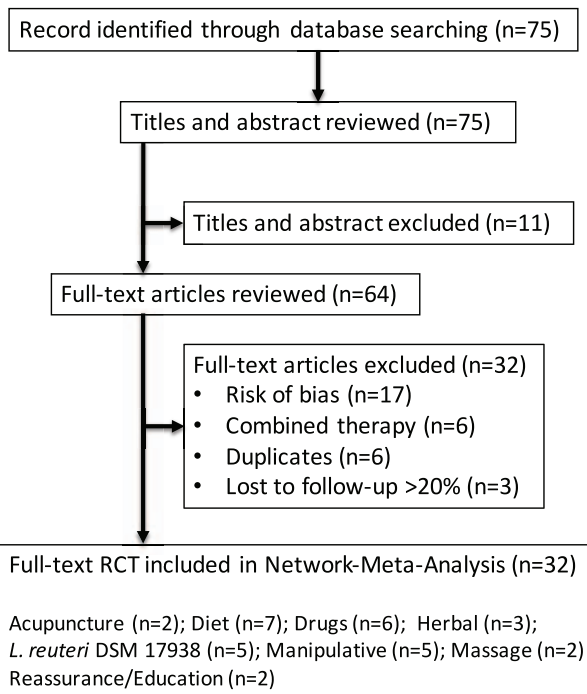 Record identified through database searching (n=75)
Titles and abstract reviewed (n=75)
Titles and abstract excluded (n=11)
Full-text articles reviewed (n=64)
Full-text articles excluded (n=32)
• Risk of bias (n=17)
• Combined therapy (n=6)
• Duplicates (n=6)
• Lost to follow-up >20% (n=3)
Full-text RCT included in Network-Meta-Analysis (n=32)
Acupuncture (n=2); Diet (n=7); Drugs (n=6); Herbal (n=3);
L. reuteri DSM 17938 (n=5); Manipulative (n=5); Massage (n=2)
Reassurance/Education (n=2)